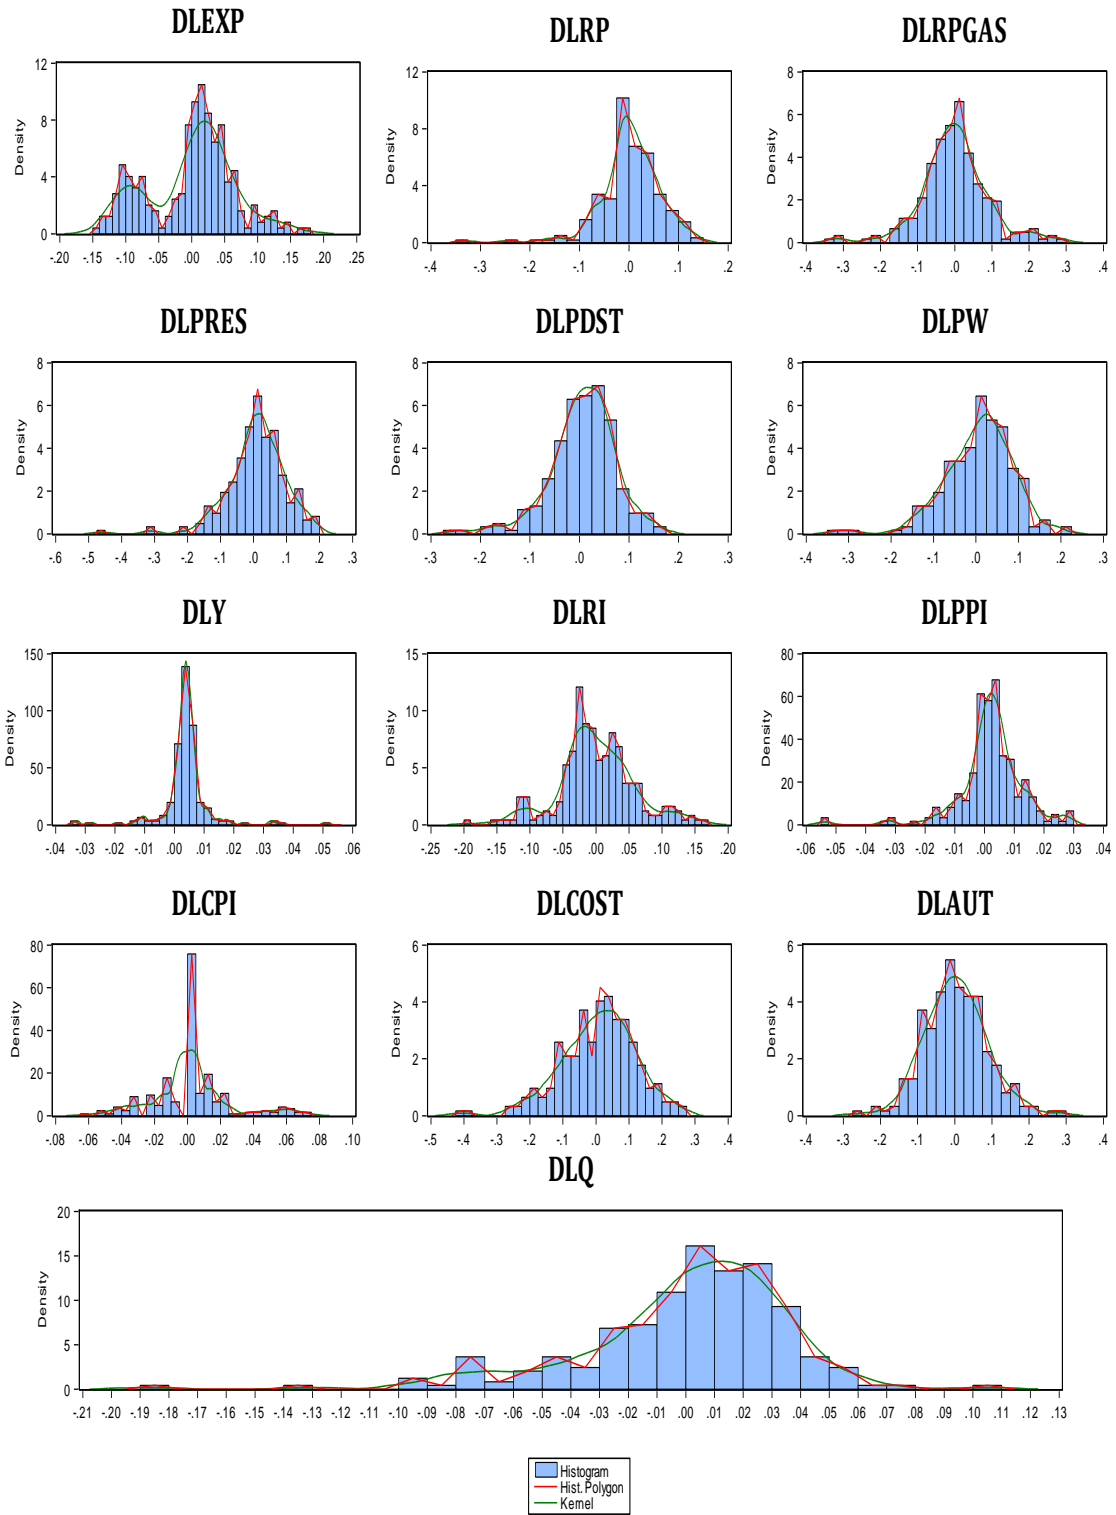 DLEXP
DLRP
DLRPGAS
Density
12
8
4
0
-.20 -.15 -.10 -.05 .00 .05 .10 .15 .20 .25
Density
12
8
4
0
-.4 -.3 -.2 -.1 .0 .1 .2
Density
8
6
4
2
0
-.4 -.3 -.2 -.1 .0 .1 .2 .3 .4
DLPRES
DLPDST
DLPW
Density
8
6
4
2
0
-.6 -.5 -.4 -.3 -.2 -.1 .0 .1 .2 .3
Density
8
6
4
2
0
-.3 -.2 -.1 .0 .1 .2 .3
Density
8
6
4
2
0
-.4 -.3 -.2 -.1 .0 .1 .2 .3
DLY
DLRI
DLPPI
Density
150
100
50
0
-.04 -.03 -.02 -.01 .00 .01 .02 .03 .04 .05 .06
Density
15
10
5
0
-.25 -.20 -.15 -.10 -.05 .00 .05 .10 .15 .20
Density
80
60
40
20
0
-.06 -.05 -.04 -.03 -.02 -.01 .00 .01 .02 .03 .04
DLCPI
DLCOST
DLAUT
Density
80
60
40
20
0
-.08 -.06 -.04 -.02 .00 .02 .04 .06 .08 .10
Density
6
4
2
0
-.5 -.4 -.3 -.2 -.1 .0 .1 .2 .3 .4
Density
6
4
2
0
-.4 -.3 -.2 -.1 .0 .1 .2 .3 .4
DLQ
Density
20
15
10
5
0
-.21 -.20 -.19 -.18 -.17 -.16 -.15 -.14 -.13 -.12 -.11 -.10 -.09 -.08 -.07 -.06 -.05 -.04 -.03 -.02 -.01 .00 .01 .02 .03 .04 .05 .06 .07 .08 .09 .10 .11 .12 .13
Histogram
Hist. Polygon
Kernel